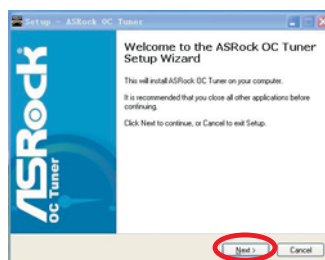 Setup - ASRock OC Tuner
ASRock
OC Tuner
Welcome to the ASRock OC Tuner
Setup Wizard
This will install ASRock OC Tuner on your computer.
It is recommended that you close all other applications before
continuing.
Click Next to continue, or Cancel to exit Setup.
Next >
Cancel